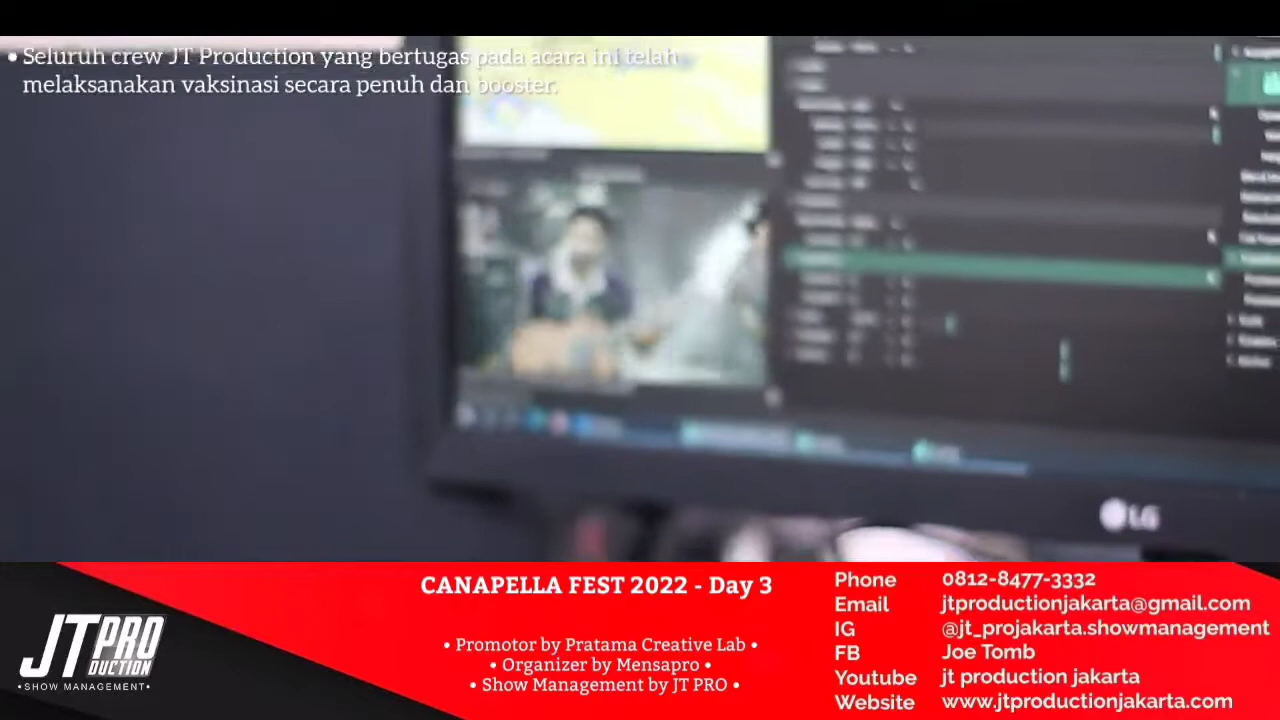 • Seluruh crew JT Production yang bertugas pada acara ini telah
melaksanakan vaksinasi secara penuh dan booster.
LG
JT PRO
DUCTION
• SHOW MANAGEMENT •
CANAPELLA FEST 2022 - Day 3
• Promotor by Pratama Creative Lab •
• Organizer by Mensapro •
• Show Management by JT PRO •
Phone 0812-8477-3332
Email jtproductionjakarta@gmail.com
IG @jt_projakarta.showmanagement
FB Joe Tomb
Youtube jt production jakarta
Website www.jtproductionjakarta.com